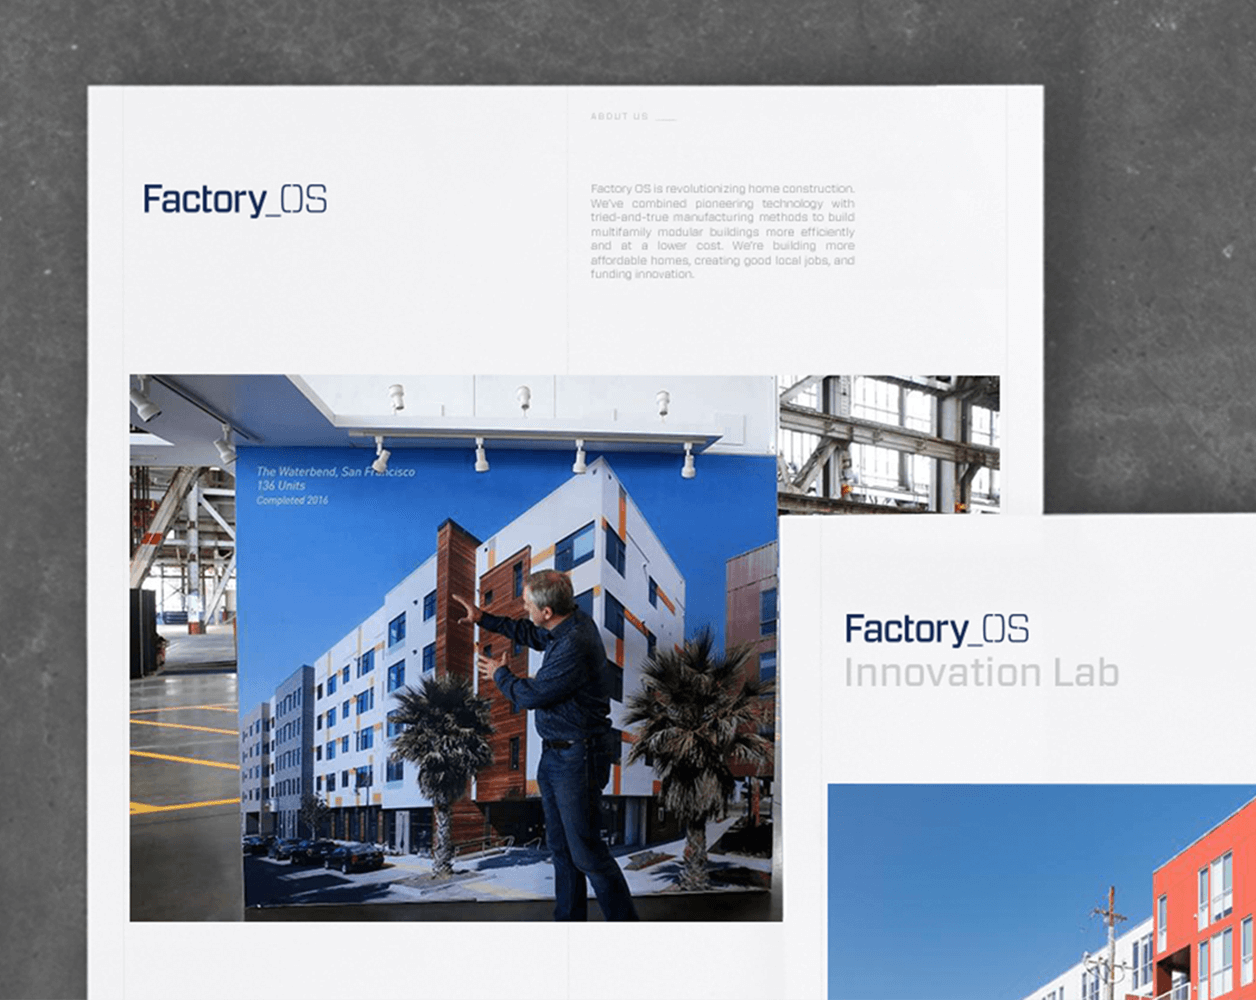 ABOUT US ___
Factory_OS
Factory OS is revolutionizing home construction.
We've combined pioneering technology with
tried-and-true manufacturing methods to build
multifamily modular buildings more efficiently
and at a lower cost. We're building more
affordable homes, creating good local jobs, and
funding innovation.
The Waterbend, San Francisco
136 Units
Completed 2016
Factory_OS
Innovation Lab